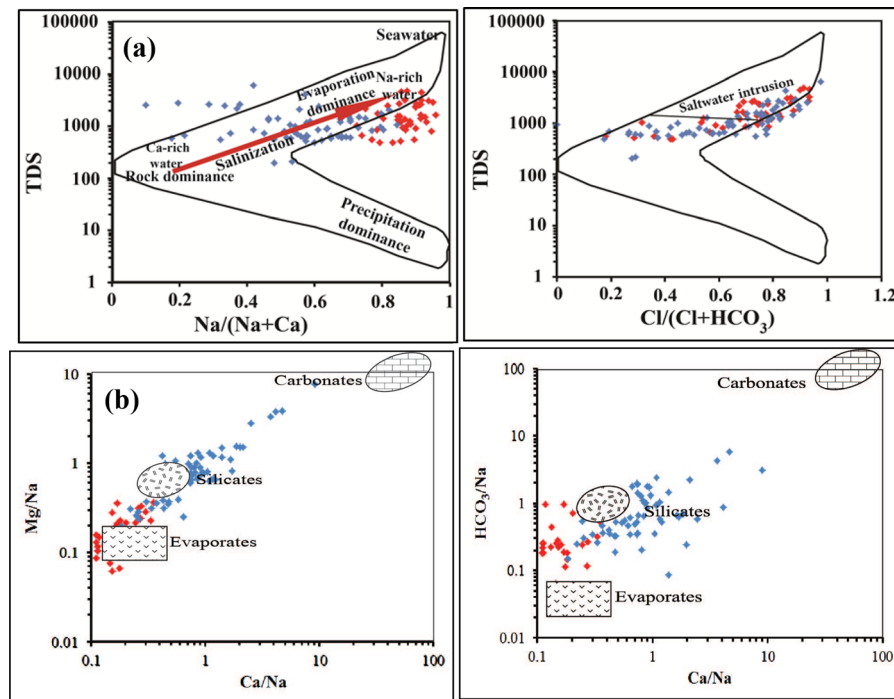 (a)
TDS
100000
10000
1000
100
10
1
0
0.2
0.4
0.6
0.8
1
Na/(Na+Ca)
Seawater
Evaporation
dominance
Na-rich
water
Salinization
Ca-rich
water
Rock dominance
Precipitation
dominance
TDS
100000
10000
1000
100
10
1
0
0.2
0.4
0.6
0.8
1
1.2
Cl/(Cl+HCO₃)
Saltwater intrusion
(b)
Mg/Na
10
1
0.1
0.01
0.1
1
10
100
Ca/Na
Carbonates
Silicates
Evaporates
HCO₃/Na
100
10
1
0.1
0.01
0.1
1
10
100
Ca/Na
Carbonates
Silicates
Evaporates